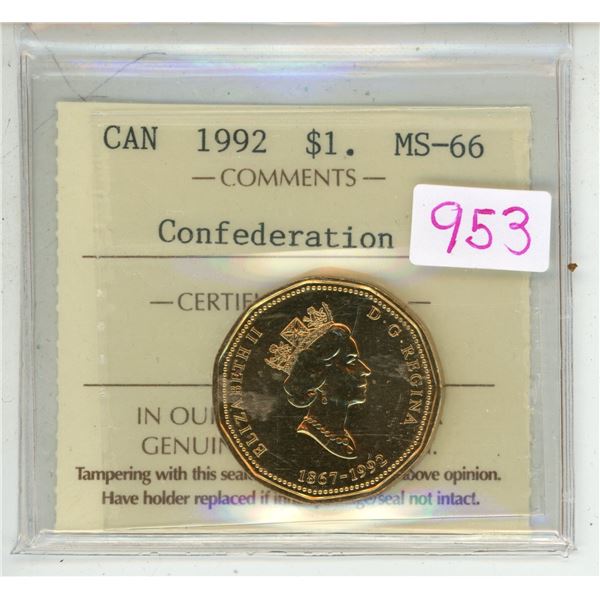 CAN 1992 $1. MS-66
— COMMENTS —
953
Confederation
— CERTIF
ELIZABETH II D·G·REGINA
1867-1992
IN OU
GENUIN
Tampering with this sea above opinion.
Have holder replaced if seal not intact.